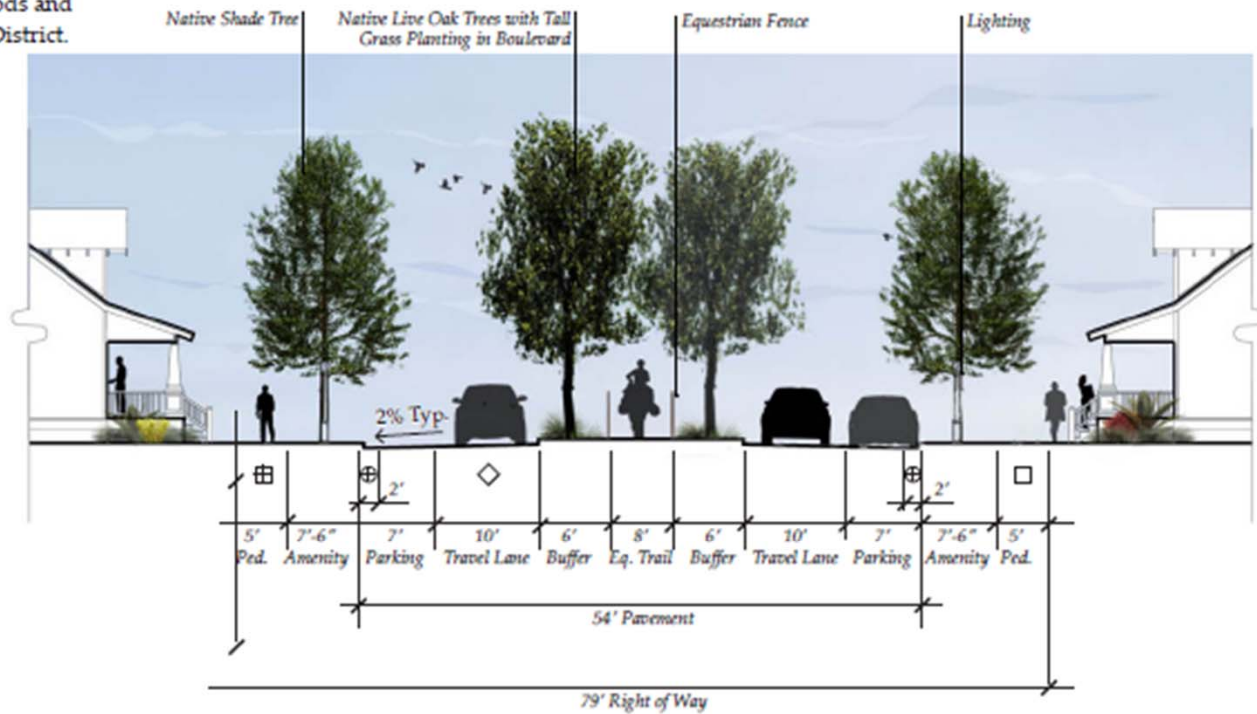 ods and
District.
Native Shade Tree
Native Live Oak Trees with Tall
Grass Planting in Boulevard
Equestrian Fence
Lighting
2% Typ.
2'
2'
5'
7'-6"
7'
10'
6'
8'
6'
10'
7'
7'-6"
5'
Ped.
Amenity
Parking
Travel Lane
Buffer
Eq. Trail
Buffer
Travel Lane
Parking
Amenity
Ped.
54' Pavement
79' Right of Way